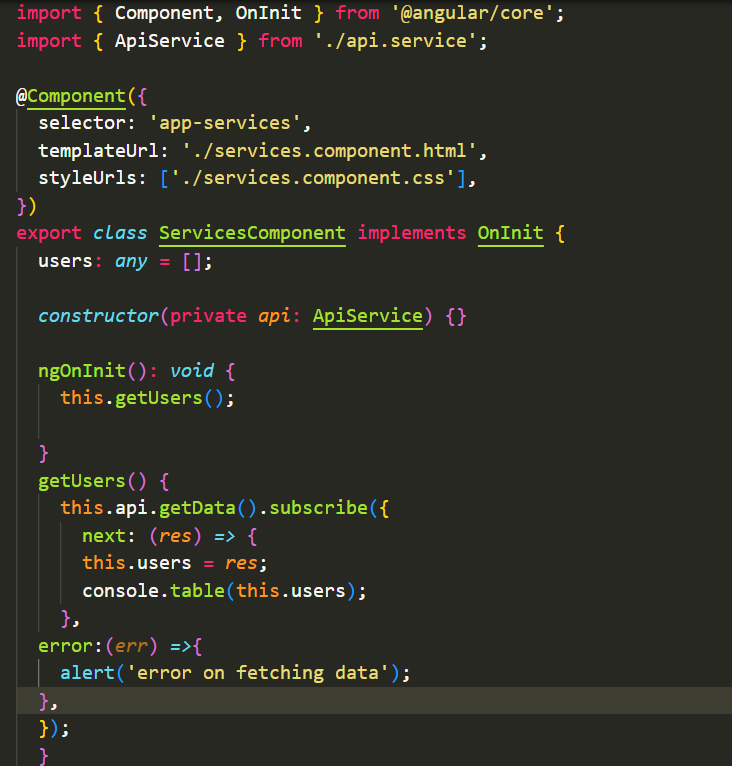 import { Component, OnInit } from '@angular/core';
import { ApiService } from './api.service';

@Component({
  selector: 'app-services',
  templateUrl: './services.component.html',
  styleUrls: ['./services.component.css'],
})
export class ServicesComponent implements OnInit {
  users: any = [];

  constructor(private api: ApiService) {}

  ngOnInit(): void {
    this.getUsers();

  }
  getUsers() {
    this.api.getData().subscribe({
      next: (res) => {
      this.users = res;
      console.table(this.users);
    },
  error:(err) =>{
    alert('error on fetching data');
  },
  });
  }